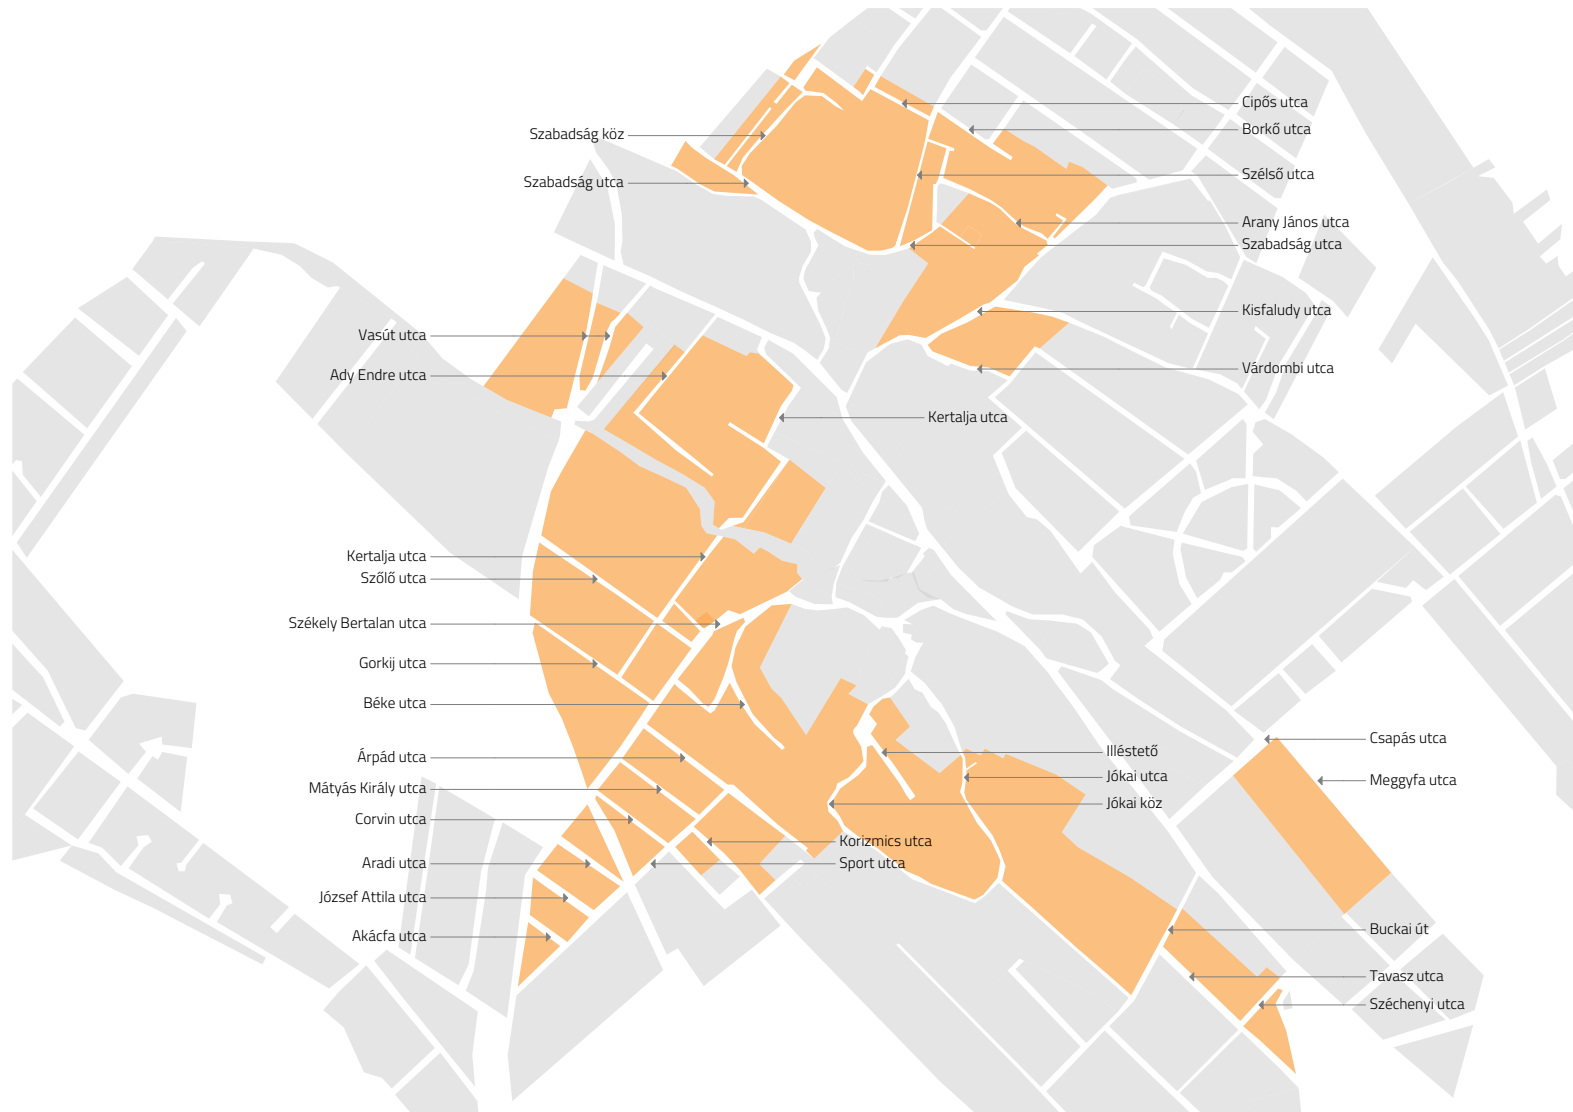 Cipős utca
Borkő utca
Szabadság köz
Szélső utca
Szabadság utca
Arany János utca
Szabadság utca
Kisfaludy utca
Vasút utca
Várdombi utca
Ady Endre utca
Kertalja utca
Kertalja utca
Szőlő utca
Székely Bertalan utca
Gorkij utca
Béke utca
Csapás utca
Illéstető
Árpád utca
Jókai utca
Meggyfa utca
Mátyás Király utca
Jókai köz
Corvin utca
Korizmics utca
Aradi utca
Sport utca
József Attila utca
Buckai út
Akácfa utca
Tavasz utca
Széchenyi utca